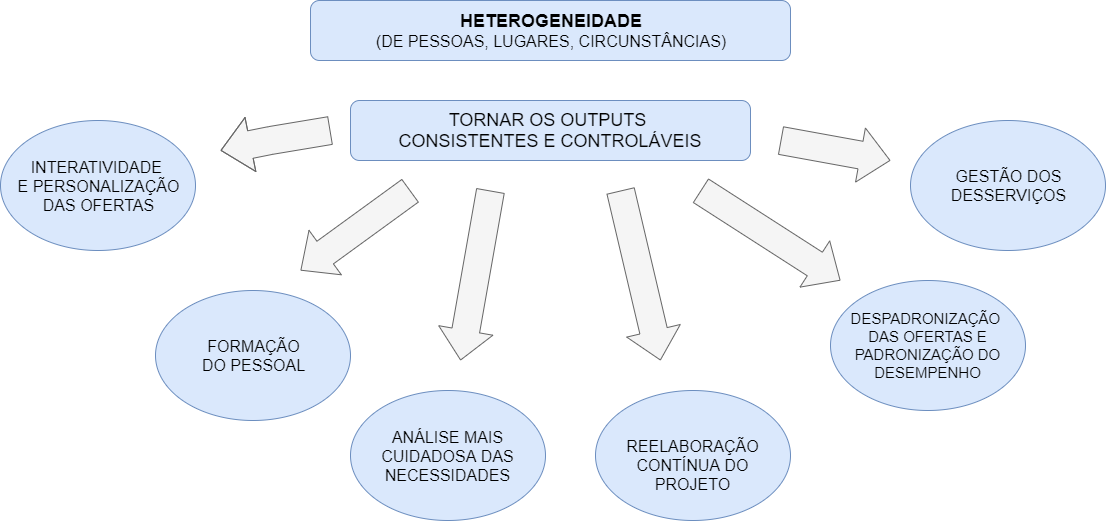 HETEROGENEIDADE
(DE PESSOAS, LUGARES, CIRCUNSTÂNCIAS)
TORNAR OS OUTPUTS
CONSISTENTES E CONTROLÁVEIS
INTERATIVIDADE
E PERSONALIZAÇÃO
DAS OFERTAS
GESTÃO DOS
DESSERVIÇOS
FORMAÇÃO
DO PESSOAL
DESPADRONIZAÇÃO
DAS OFERTAS E
PADRONIZAÇÃO DO
DESEMPENHO
ANÁLISE MAIS
CUIDADOSA DAS
NECESSIDADES
REELABORAÇÃO
CONTÍNUA DO
PROJETO